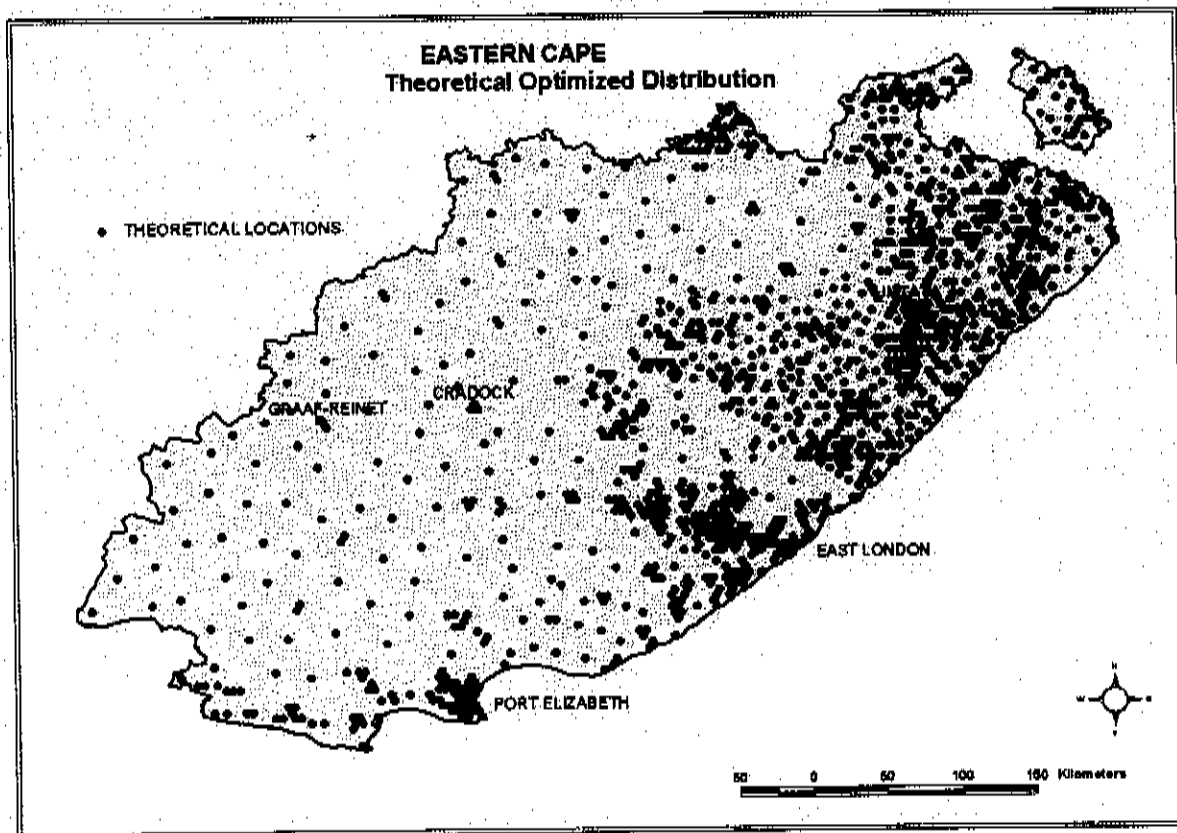 EASTERN CAPE
Theoretical Optimized Distribution
THEORETICAL LOCATIONS
GRAAF-REINET
CRADOCK
EAST LONDON
PORT ELIZABETH
N
W
50 0 50 100 150 Kilometers